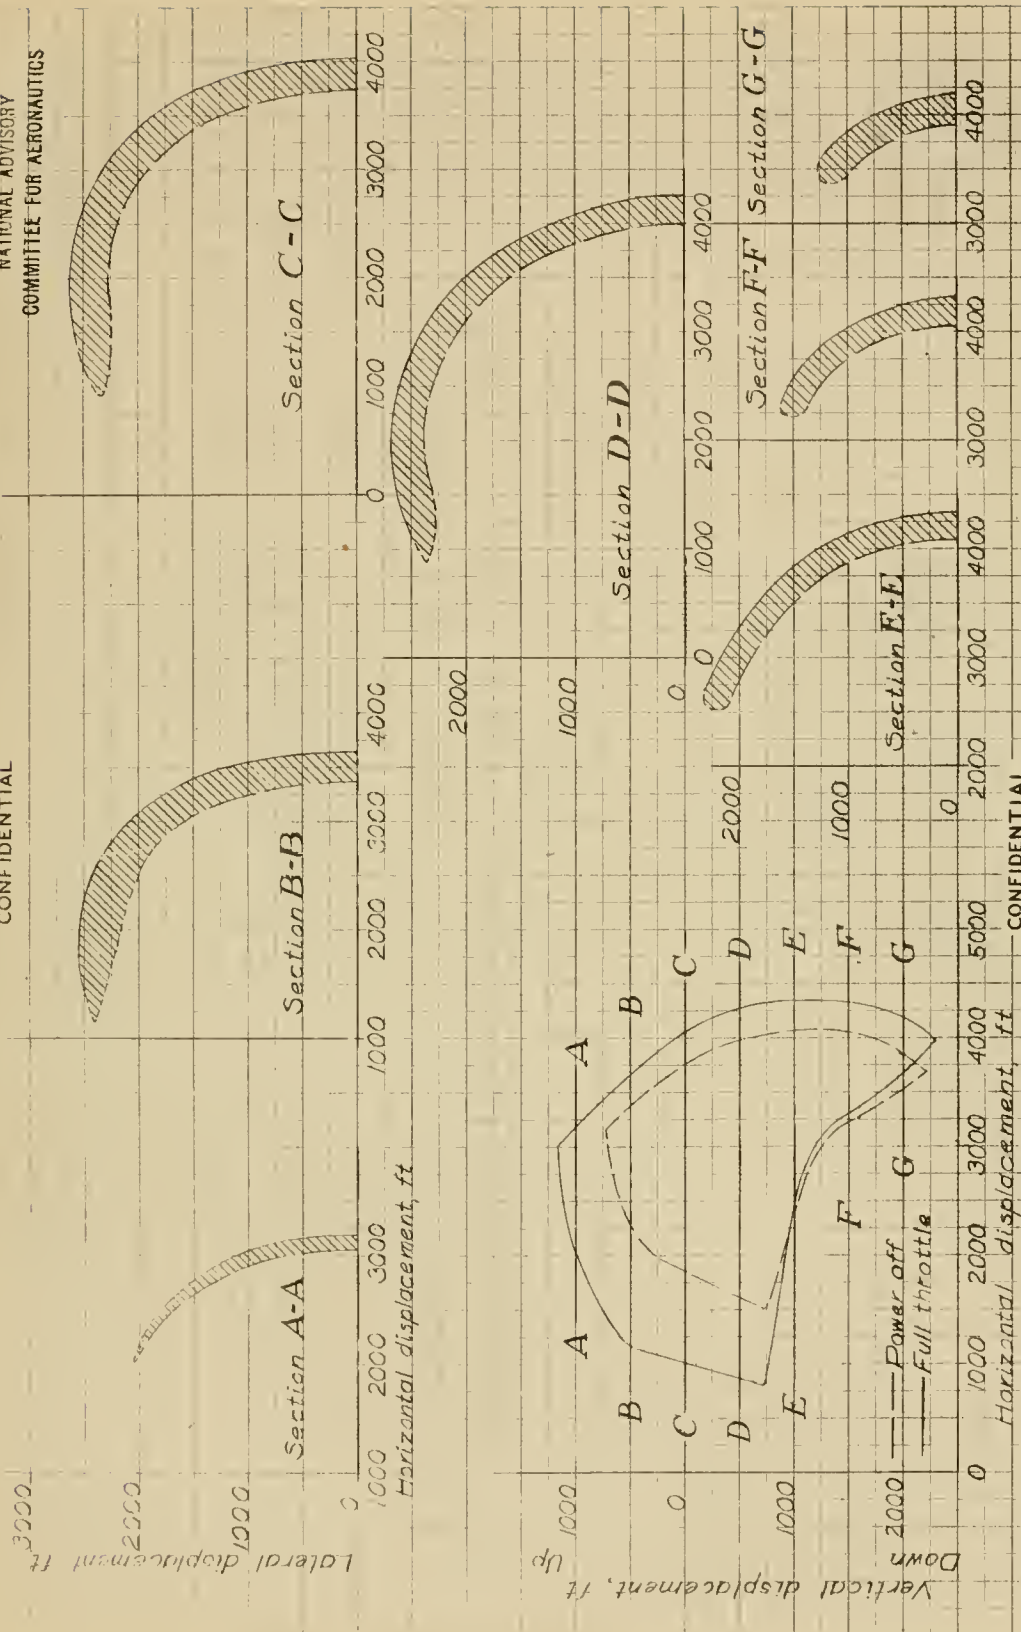 CONFIDENTIAL
NATIONAL ADVISORY
COMMITTEE FOR AERONAUTICS
Lateral displacement ft
3000
2000
1000
0
1000
2000
3000
Horizontal displacement, ft
Section A-A
1000
2000
3000
4000
Section B-B
0
1000
2000
3000
4000
Section C-C
Vertical displacement, ft
Up
Down
1000
0
1000
2000
A
A
B
B
C
C
D
D
E
E
F
F
G
G
Power off
Full throttle
0
1000
2000
3000
4000
5000
Horizontal displacement, ft
2000
1000
0
0
1000
2000
3000
4000
Section D-D
2000
1000
0
2000
3000
4000
Section E-E
3000
4000
Section F-F
3000
4000
Section G-G
CONFIDENTIAL